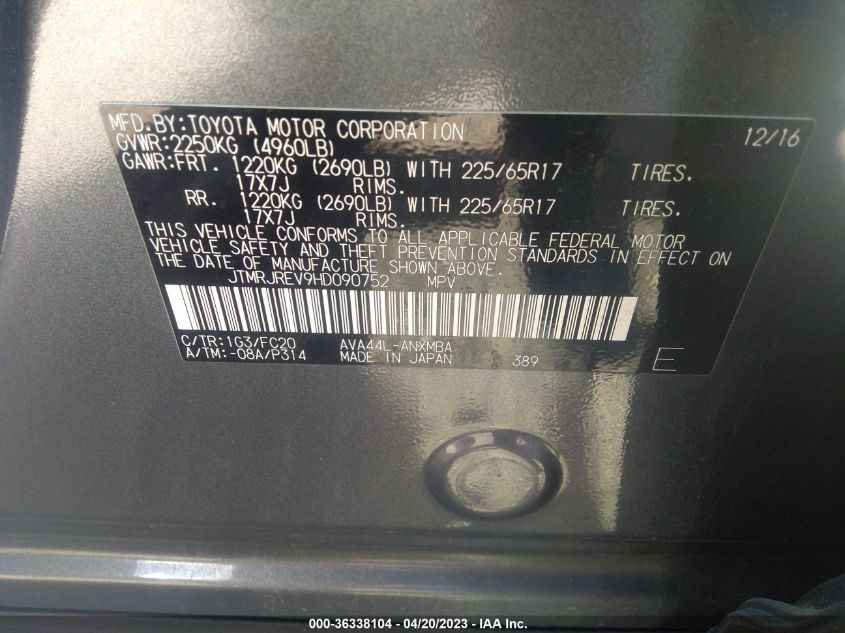 MFD.BY:TOYOTA MOTOR CORPORATION 12/16
GVWR:2250KG (4960LB)
GAWR:FRT. 1220KG (2690LB) WITH 225/65R17 TIRES.
17X7J RIMS.
RR. 1220KG (2690LB) WITH 225/65R17 TIRES.
17X7J RIMS.
THIS VEHICLE CONFORMS TO ALL APPLICABLE FEDERAL MOTOR
VEHICLE SAFETY AND THEFT PREVENTION STANDARDS IN EFFECT ON
THE DATE OF MANUFACTURE SHOWN ABOVE.
JTMRJREV9HD090752 MPV
C/TR:1G3/FC20 AVA44L-ANXMBA
A/TM:-08A/P314 MADE IN JAPAN 389 E
000-36338104 - 04/20/2023 - IAA Inc.